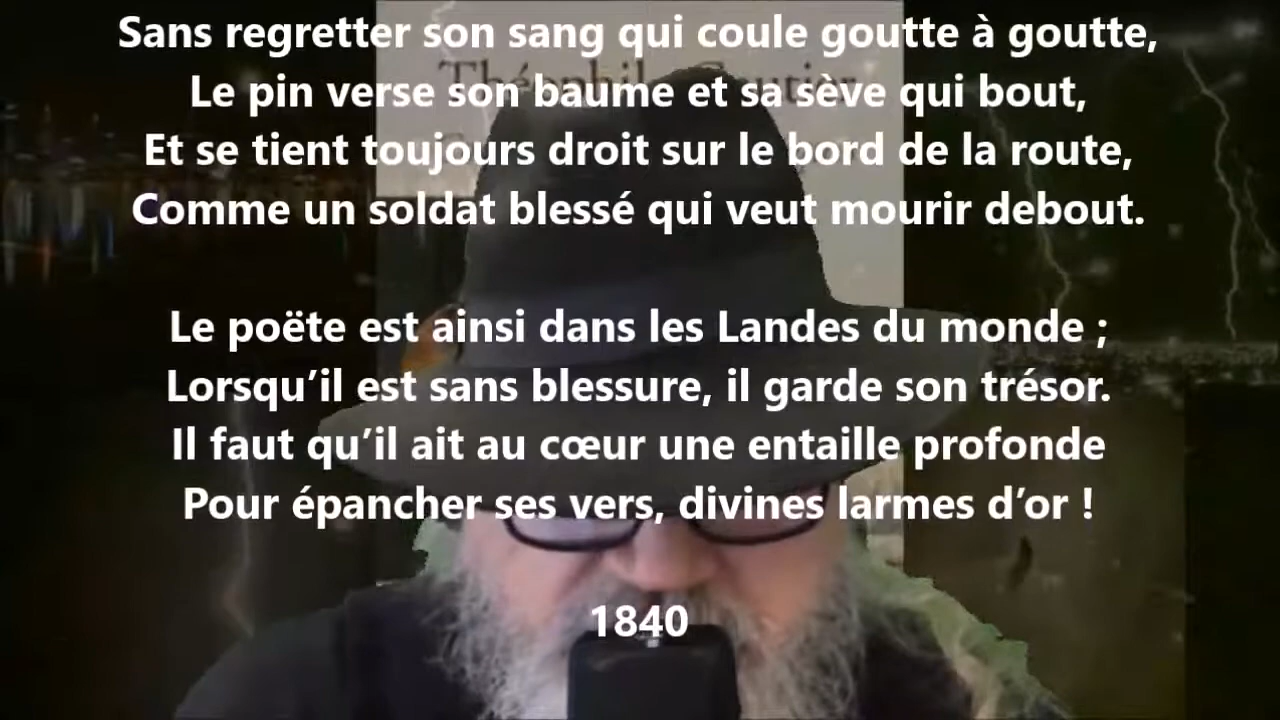 Théophile Gautier
Sans regretter son sang qui coule goutte à goutte,
Le pin verse son baume et sa sève qui bout,
Et se tient toujours droit sur le bord de la route,
Comme un soldat blessé qui veut mourir debout.
Le poëte est ainsi dans les Landes du monde ;
Lorsqu’il est sans blessure, il garde son trésor.
Il faut qu’il ait au cœur une entaille profonde
Pour épancher ses vers, divines larmes d’or !
1840